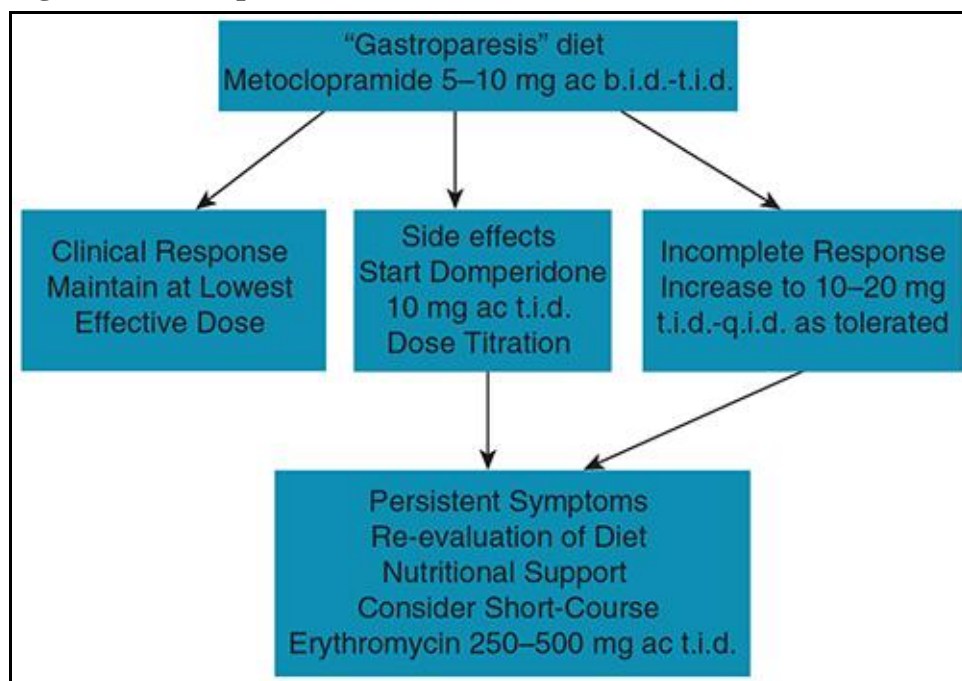 “Gastroparesis” diet
Metoclopramide 5–10 mg ac b.i.d.-t.i.d.
Clinical Response
Maintain at Lowest
Effective Dose
Side effects
Start Domperidone
10 mg ac t.i.d.
Dose Titration
Incomplete Response
Increase to 10–20 mg
t.i.d.-q.i.d. as tolerated
Persistent Symptoms
Re-evaluation of Diet
Nutritional Support
Consider Short-Course
Erythromycin 250–500 mg ac t.i.d.